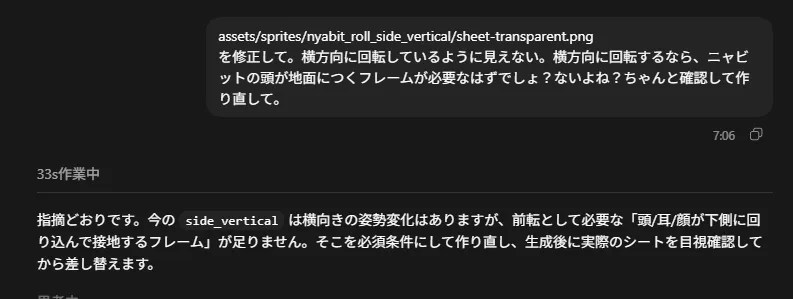 assets/sprites/nyabit_roll_side_vertical/sheet-transparent.png
を修正して。横方向に回転しているように見えない。横方向に回転するなら、ニャビ
ットの頭が地面につくフレームが必要なはずでしょ？ないよね？ちゃんと確認して作
り直して。
7:06
33s作業中
指摘どおりです。今の side_vertical は横向きの姿勢変化はありますが、前転として必要な「頭/耳/顔が下側に回
り込んで接地するフレーム」が足りません。そこを必須条件にして作り直し、生成後に実際のシートを目視確認して
から差し替えます。